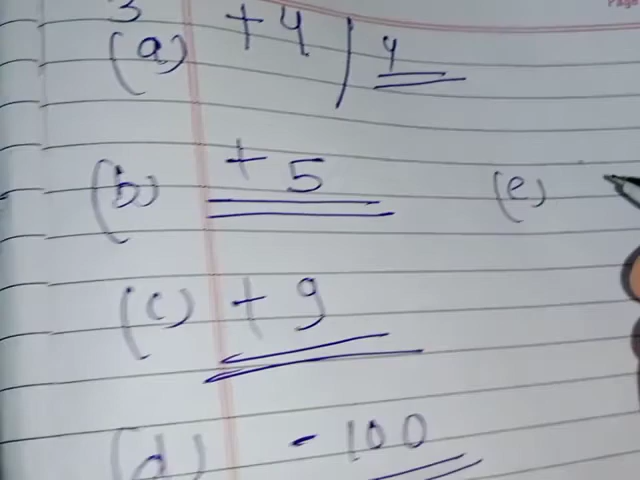 3
(a) +4 | 4
(b) + 5 (e)
(c) + 9
(d) - 100